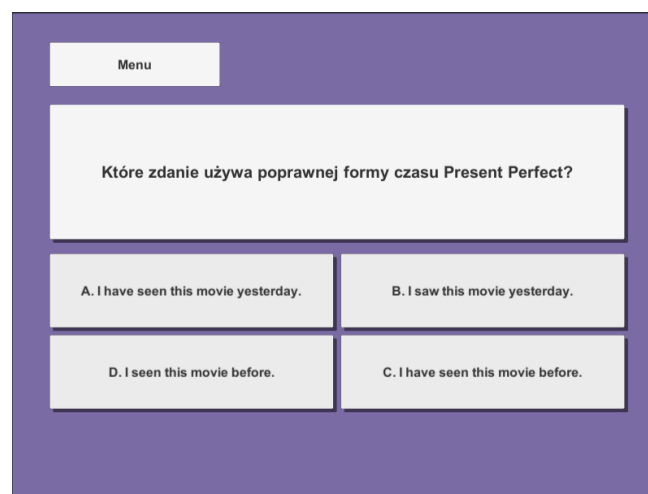 Menu
Które zdanie używa poprawnej formy czasu Present Perfect?
A. I have seen this movie yesterday.
B. I saw this movie yesterday.
D. I seen this movie before.
C. I have seen this movie before.